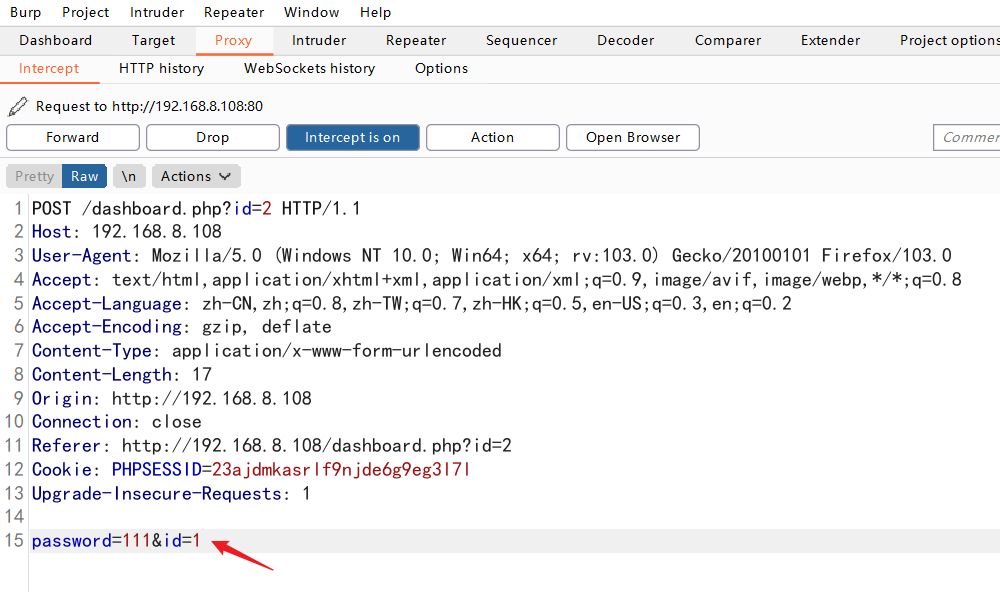 Burp Project Intruder Repeater Window Help
Dashboard Target Proxy Intruder Repeater Sequencer Decoder Comparer Extender Project options
Intercept HTTP history WebSockets history Options
Request to http://192.168.8.108:80
Forward Drop Intercept is on Action Open Browser Commen
Pretty Raw \n Actions
1 POST /dashboard.php?id=2 HTTP/1.1
2 Host: 192.168.8.108
3 User-Agent: Mozilla/5.0 (Windows NT 10.0; Win64; x64; rv:103.0) Gecko/20100101 Firefox/103.0
4 Accept: text/html,application/xhtml+xml,application/xml;q=0.9,image/avif,image/webp,*/*;q=0.8
5 Accept-Language: zh-CN,zh;q=0.8,zh-TW;q=0.7,zh-HK;q=0.5,en-US;q=0.3,en;q=0.2
6 Accept-Encoding: gzip, deflate
7 Content-Type: application/x-www-form-urlencoded
8 Content-Length: 17
9 Origin: http://192.168.8.108
10 Connection: close
11 Referer: http://192.168.8.108/dashboard.php?id=2
12 Cookie: PHPSESSID=23ajdmkasrlf9njde6g9eg3l7l
13 Upgrade-Insecure-Requests: 1
14
15 password=111&id=1